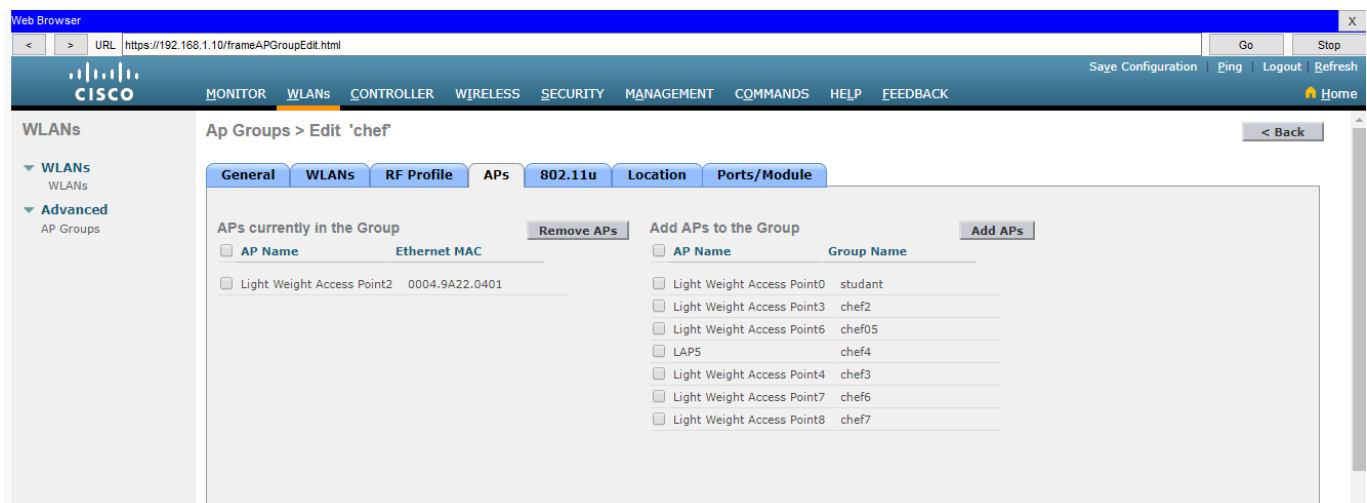 Web Browser X
< > URL https://192.168.1.10/frameAPGroupEdit.html Go Stop
Save Configuration | Ping | Logout | Refresh
CISCO MONITOR WLANs CONTROLLER WIRELESS SECURITY MANAGEMENT COMMANDS HELP FEEDBACK Home
WLANs
WLANs
WLANs
Advanced
AP Groups
Ap Groups > Edit 'chef' < Back
General WLANs RF Profile APs 802.11u Location Ports/Module
APs currently in the Group Remove APs
AP Name Ethernet MAC
Light Weight Access Point2 0004.9A22.0401
Add APs to the Group Add APs
AP Name Group Name
Light Weight Access Point0 studant
Light Weight Access Point3 chef2
Light Weight Access Point6 chef05
LAP5 chef4
Light Weight Access Point4 chef3
Light Weight Access Point7 chef6
Light Weight Access Point8 chef7